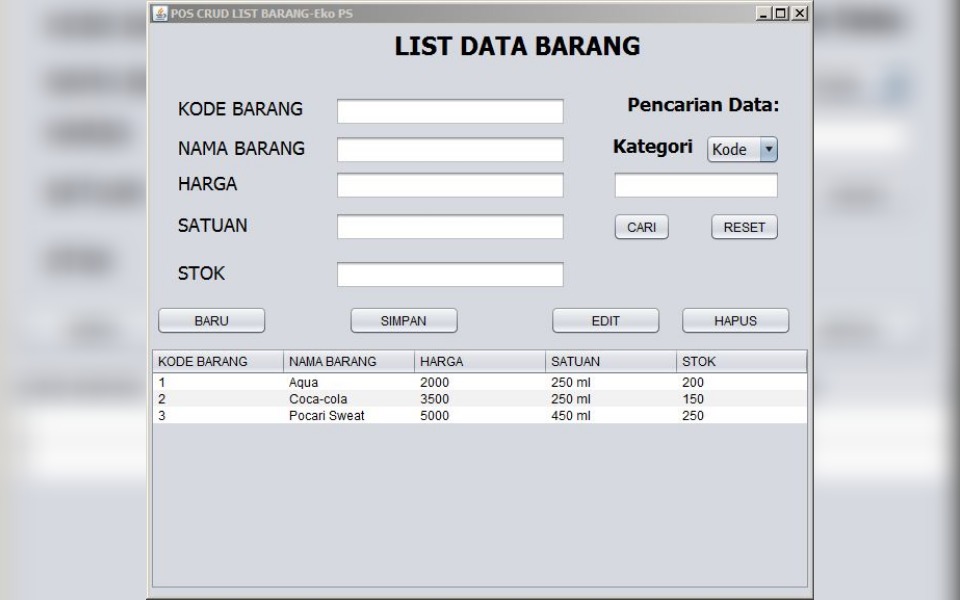 POS CRUD LIST BARANG-Eko PS
LIST DATA BARANG
KODE BARANG
Pencarian Data:
NAMA BARANG
Kategori Kode
HARGA
SATUAN
CARI RESET
STOK
BARU SIMPAN EDIT HAPUS
KODE BARANG NAMA BARANG HARGA SATUAN STOK
1 Aqua 2000 250 ml 200
2 Coca-cola 3500 250 ml 150
3 Pocari Sweat 5000 450 ml 250